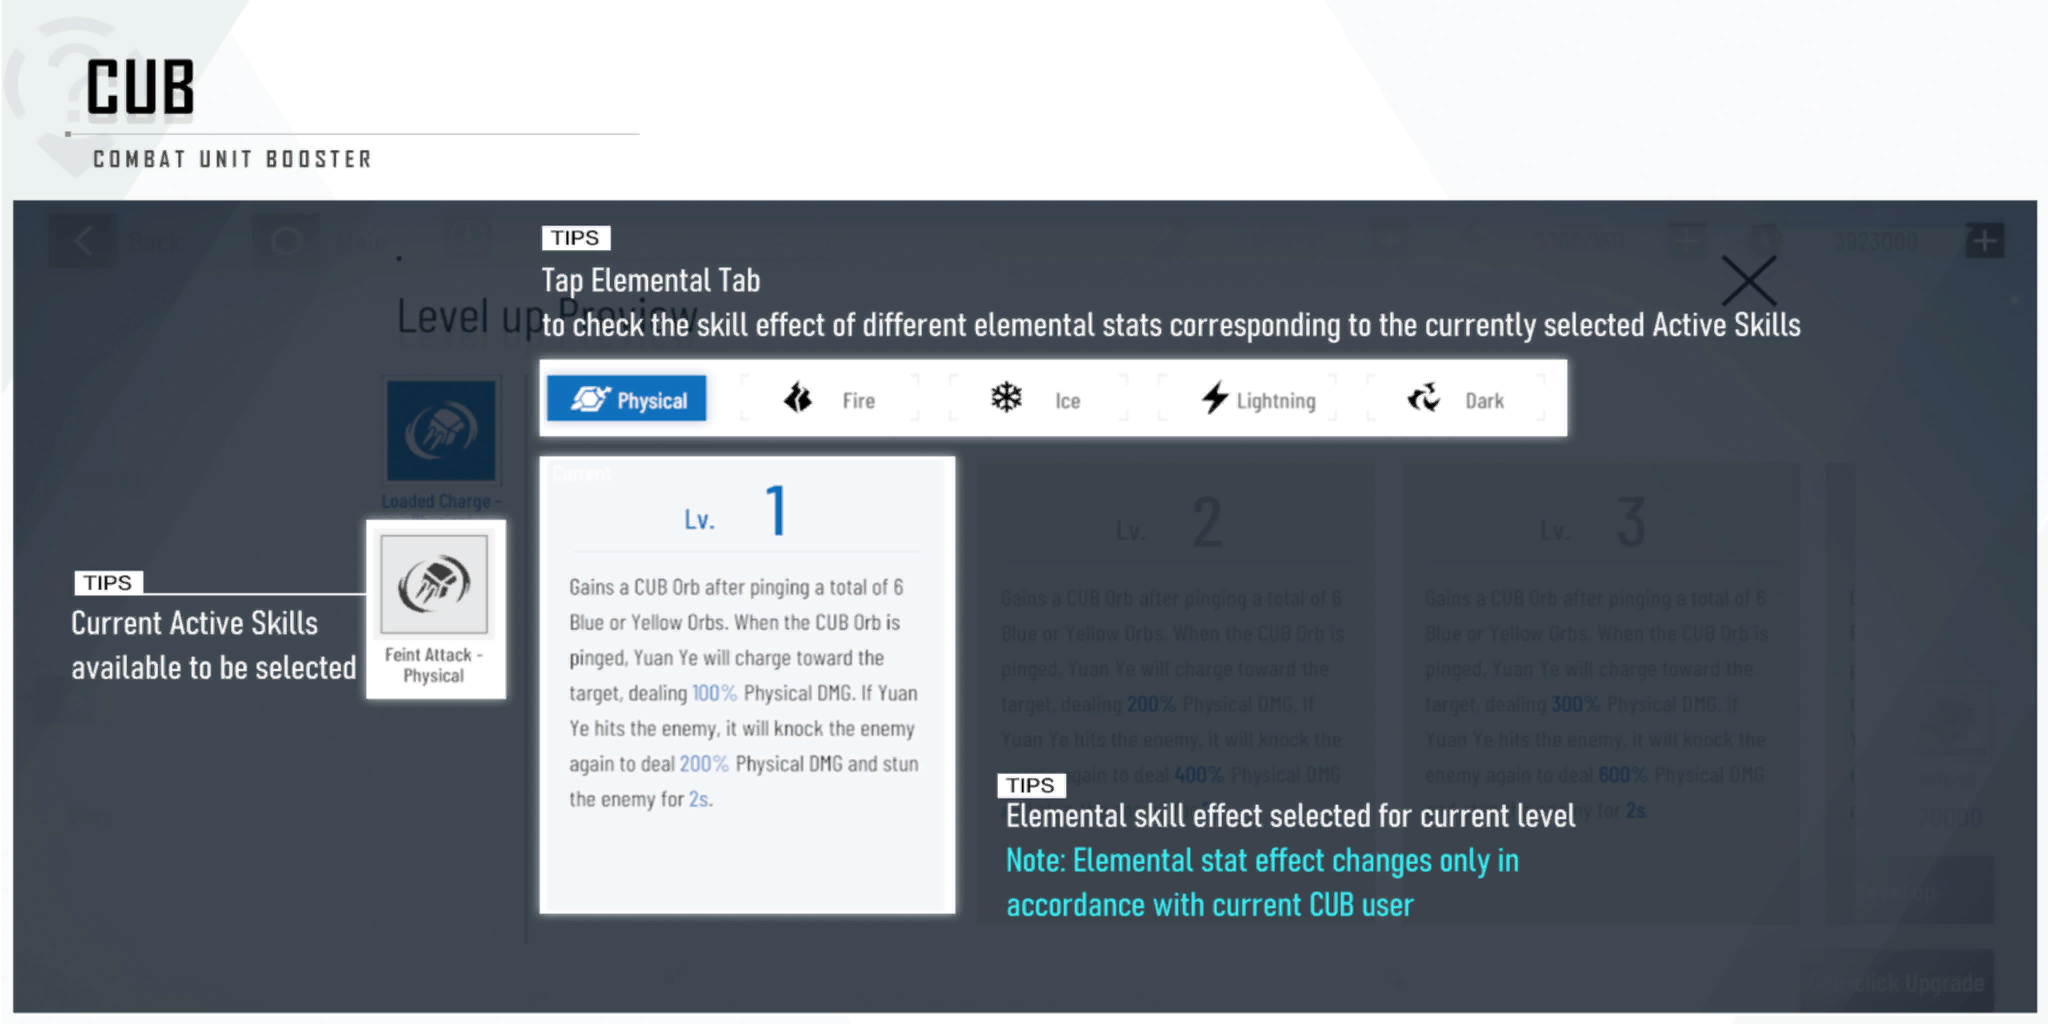 CUB
COMBAT UNIT BOOSTER
Back
TIPS
3923000
Tap Elemental Tab
Level up Preview
to check the skill effect of different elemental stats corresponding to the currently selected Active Skills
Physical
Fire
Ice
Lightning
Dark
Loaded Charge -
Current
Lv. 1
Gains a CUB Orb after pinging a total of 6
Blue or Yellow Orbs. When the CUB Orb is
pinged, Yuan Ye will charge toward the
target, dealing 100% Physical DMG. If Yuan
Ye hits the enemy, it will knock the enemy
again to deal 200% Physical DMG and stun
the enemy for 2s.
Lv. 2
Gains a CUB Orb after pinging a total of 6
Blue or Yellow Orbs. When the CUB Orb is
pinged, Yuan Ye will charge toward the
target, dealing 200% Physical DMG. If
Yuan Ye hits the enemy, it will knock the
again to deal 400% Physical DMG
Lv. 3
Gains a CUB Orb after pinging a total of 6
Blue or Yellow Orbs. When the CUB Orb is
pinged, Yuan Ye will charge toward the
target, dealing 300% Physical DMG. If
Yuan Ye hits the enemy, it will knock the
enemy again to deal 600% Physical DMG
for 2s
TIPS
Current Active Skills
available to be selected
Feint Attack -
Physical
TIPS
Elemental skill effect selected for current level
Note: Elemental stat effect changes only in
accordance with current CUB user
click Upgrade